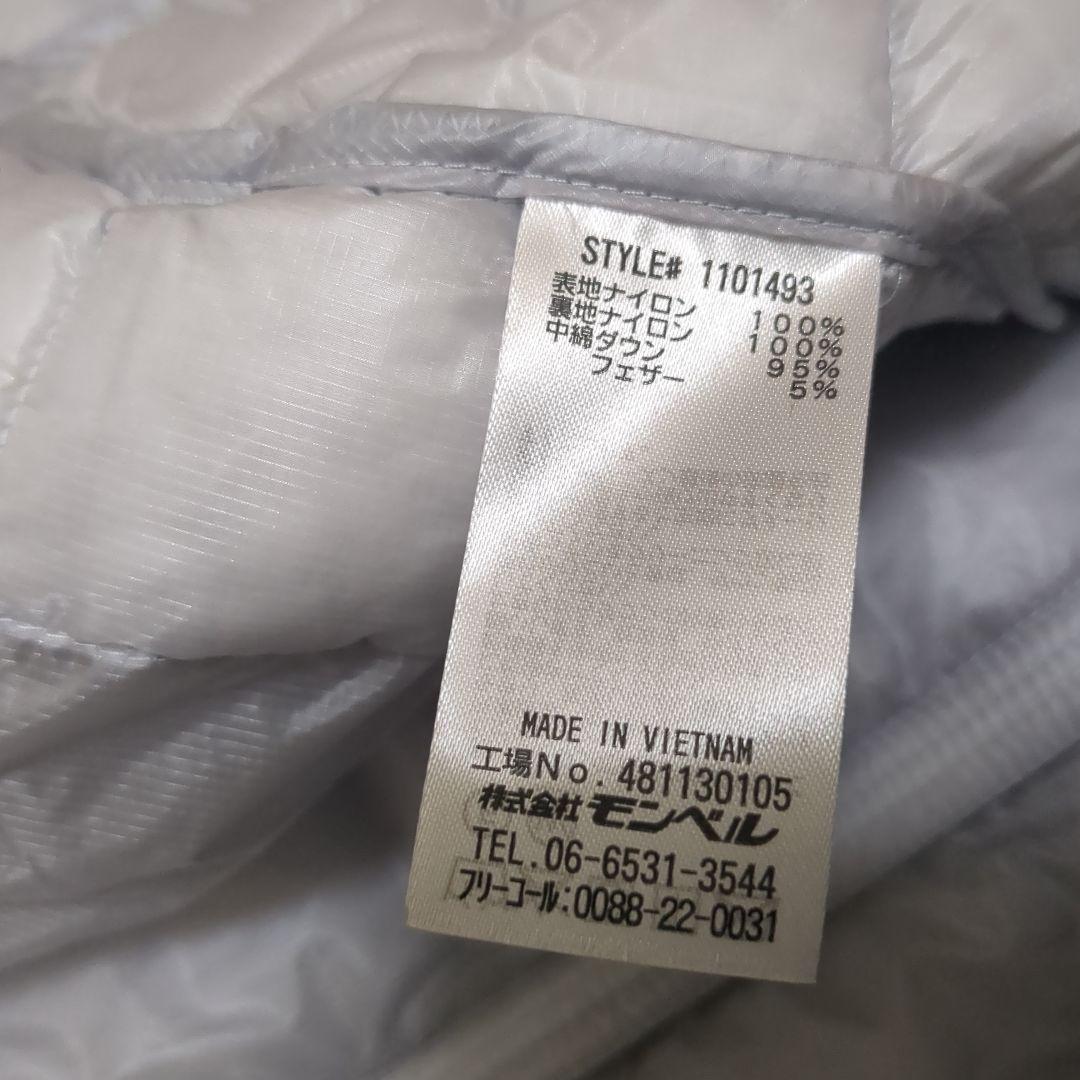 STYLE# 1101493
表地ナイロン 100%
裏地ナイロン 100%
中綿ダウン 95%
フェザー 5%
MADE IN VIETNAM
工場No. 481130105
株式会社モンベル
TEL. 06-6531-3544
フリーコール:0088-22-0031